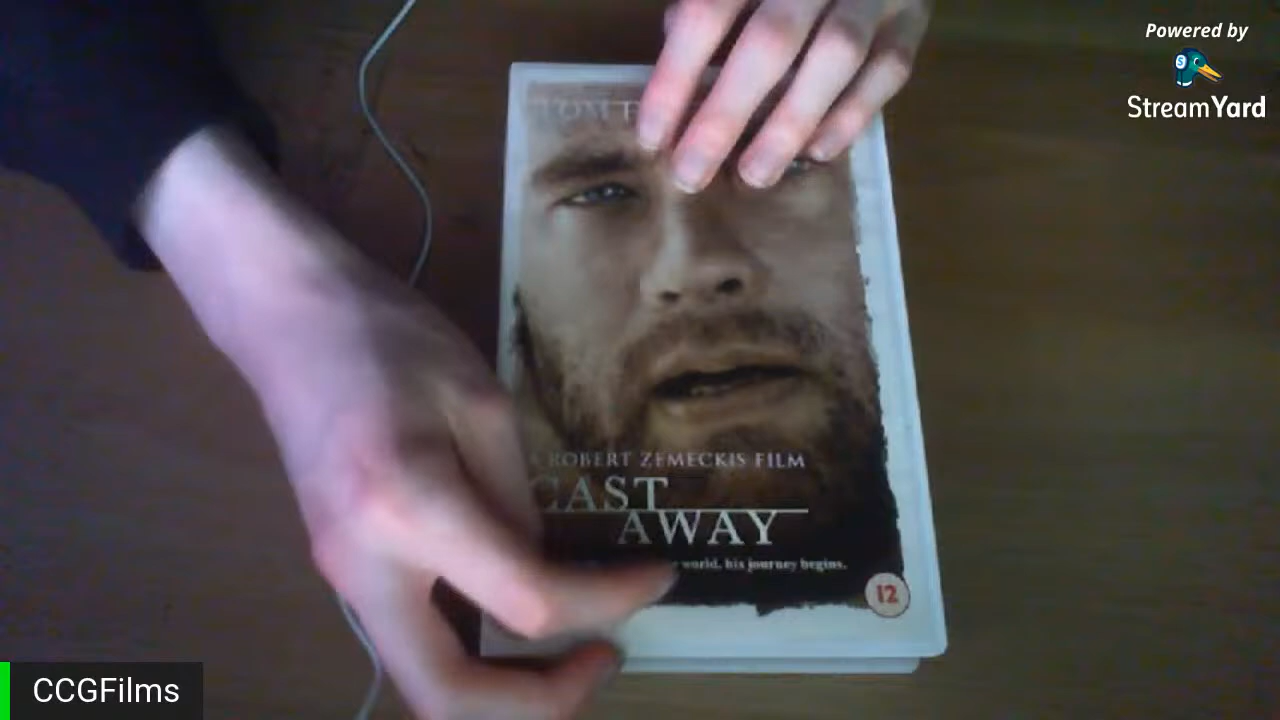 Powered by
StreamYard
A ROBERT ZEMECKIS FILM
CAST
AWAY
world, his journey begins.
12
CCGFilms